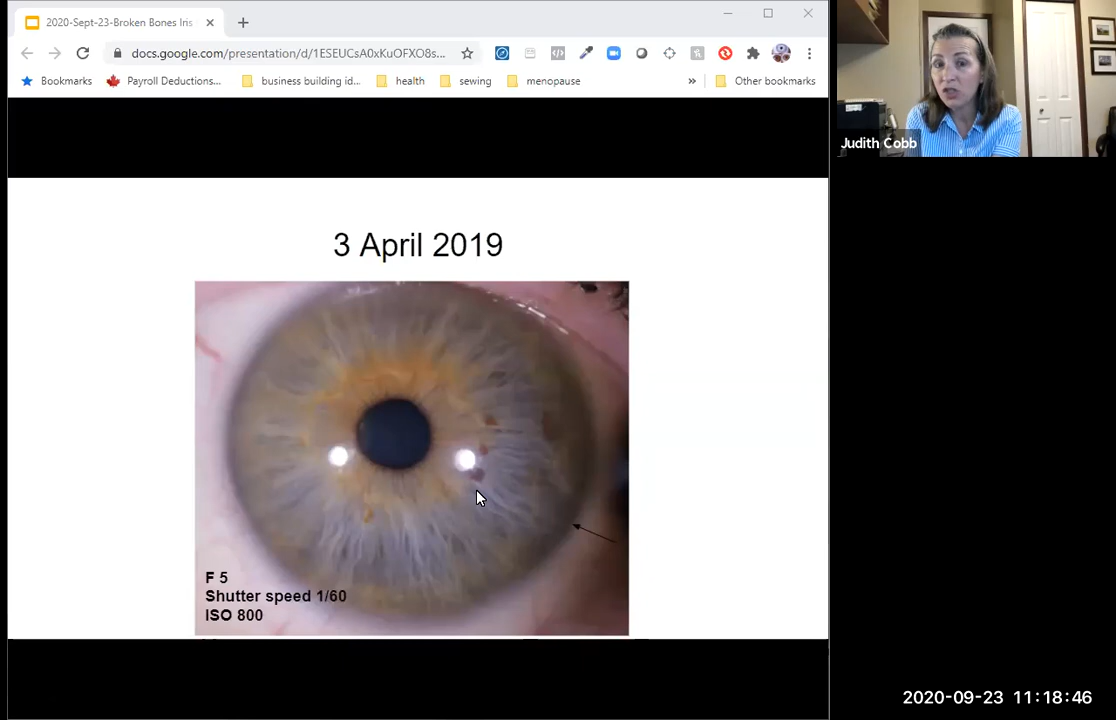 2020-Sept-23-Broken Bones Iris
docs.google.com/presentation/d/1ESEUCsA0xKuOFXO8s...
Bookmarks
Payroll Deductions...
business building id...
health
sewing
menopause
»
Other bookmarks
Judith Cobb
3 April 2019
F 5
Shutter speed 1/60
ISO 800
2020-09-23 11:18:46